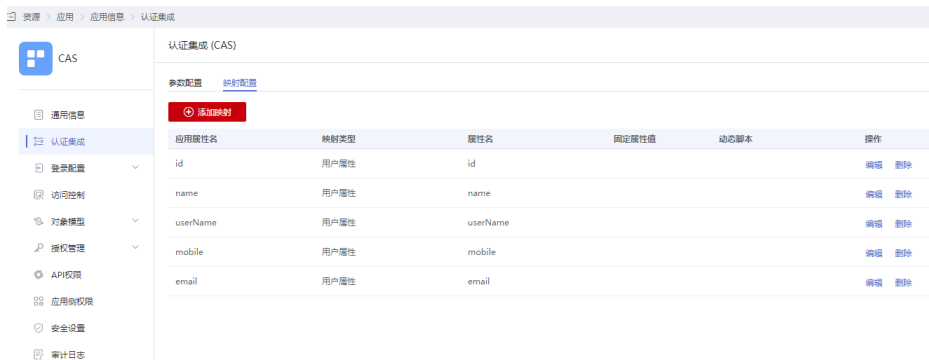 资源 > 应用 > 应用信息 > 认证集成
CAS
通用信息
认证集成
登录配置
访问控制
对象模型
授权管理
API权限
应用侧权限
安全设置
审计日志
认证集成 (CAS)
参数配置 映射配置
添加映射
应用属性名 映射类型 属性名 固定属性值 动态脚本 操作
id 用户属性 id 编辑 删除
name 用户属性 name 编辑 删除
userName 用户属性 userName 编辑 删除
mobile 用户属性 mobile 编辑 删除
email 用户属性 email 编辑 删除